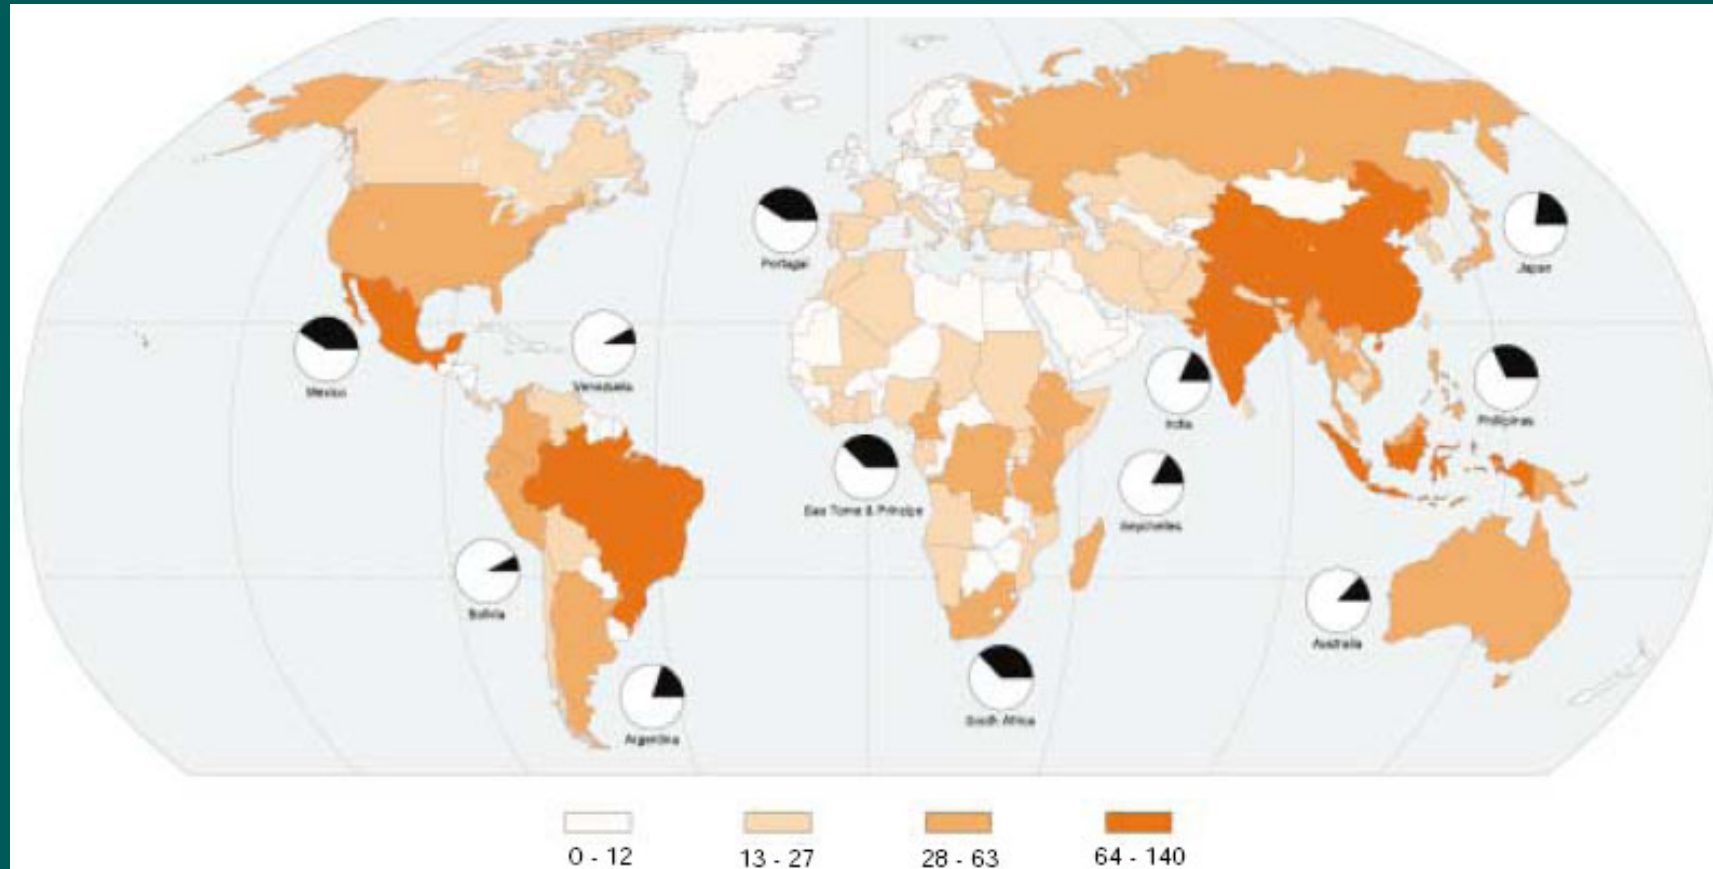 Portugal
Japan
Mexico
Venezuela
India
Philipines
Sao Tome & Principe
Seychelles
Bolivia
Australia
South Africa
Argentina
0 - 12
13 - 27
28 - 63
64 - 140